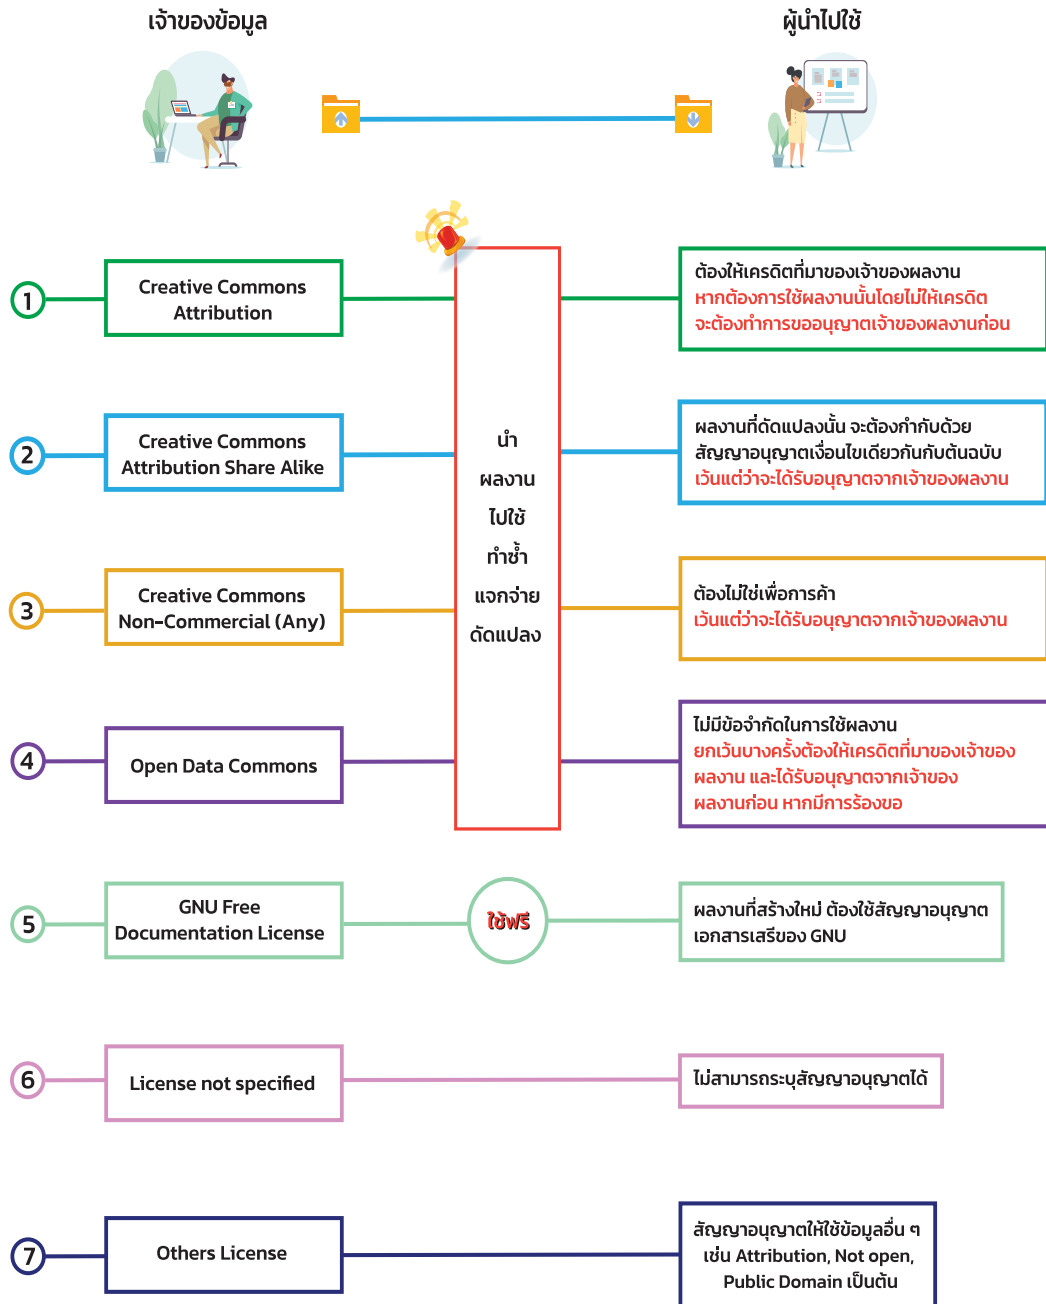 เจ้าของข้อมูล
ผู้นำไปใช้
1
Creative Commons
Attribution
ต้องให้เครดิตที่มาของเจ้าของผลงาน
หากต้องการใช้ผลงานนั้นโดยไม่ให้เครดิต
จะต้องทำการขออนุญาตเจ้าของผลงานก่อน
2
Creative Commons
Attribution Share Alike
ผลงานที่ดัดแปลงนั้น จะต้องกำกับด้วย
สัญญาอนุญาตเงื่อนไขเดียวกันกับต้นฉบับ
เว้นแต่ว่าจะได้รับอนุญาตจากเจ้าของผลงาน
นำ
ผลงาน
ไปใช้
ทำซ้ำ
แจกจ่าย
ดัดแปลง
3
Creative Commons
Non-Commercial (Any)
ต้องไม่ใช่เพื่อการค้า
เว้นแต่ว่าจะได้รับอนุญาตจากเจ้าของผลงาน
4
Open Data Commons
ไม่มีข้อจำกัดในการใช้ผลงาน
ยกเว้นบางครั้งต้องให้เครดิตที่มาของเจ้าของ
ผลงาน และได้รับอนุญาตจากเจ้าของ
ผลงานก่อน หากมีการร้องขอ
5
GNU Free
Documentation License
ใช้ฟรี
ผลงานที่สร้างใหม่ ต้องใช้สัญญาอนุญาต
เอกสารเสรีของ GNU
6
License not specified
ไม่สามารถระบุสัญญาอนุญาตได้
7
Others License
สัญญาอนุญาตให้ใช้ข้อมูลอื่น ๆ
เช่น Attribution, Not open,
Public Domain เป็นต้น